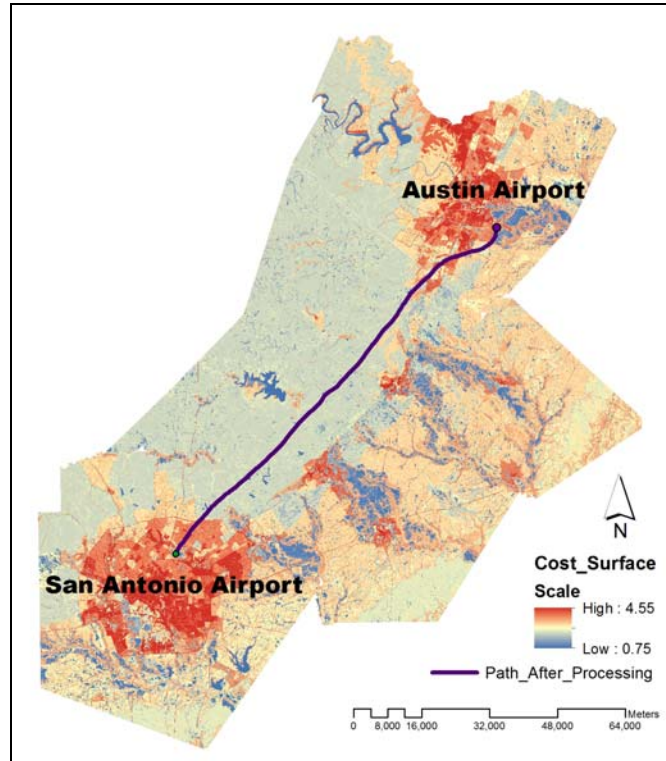 Austin Airport
San Antonio Airport
N
Cost_Surface
Scale
High : 4.55
Low : 0.75
Path_After_Processing
Meters
0 8,000 16,000 32,000 48,000 64,000